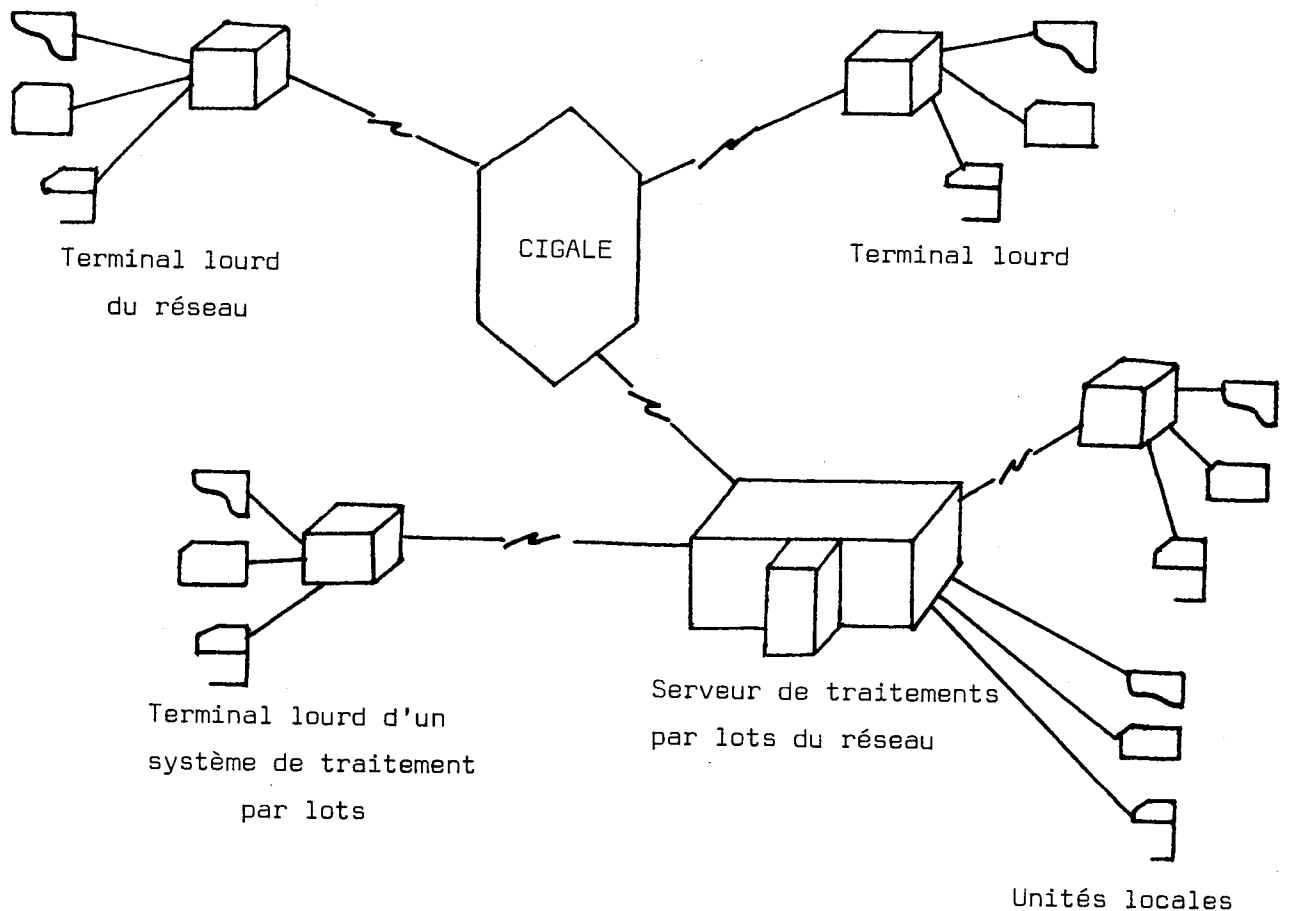 CIGALE
Terminal lourd
du réseau
Terminal lourd
Terminal lourd d'un
système de traitement
par lots
Serveur de traitements
par lots du réseau
Unités locales